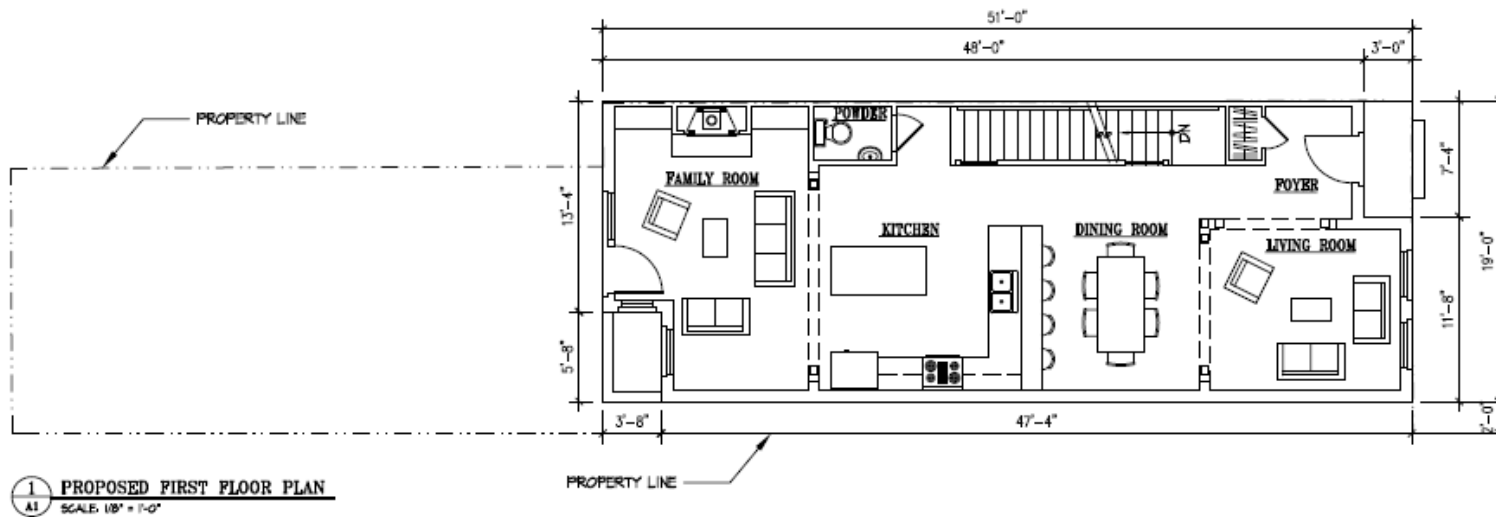 51'-0"
48'-0"
3'-0"
PROPERTY LINE
POWDER
DN
FAMILY ROOM
FOYER
7'-4"
13'-4"
KITCHEN
DINING ROOM
LIVING ROOM
19'-0"
11'-8"
5'-8"
3'-8"
47'-4"
2'-0"
PROPERTY LINE
1
A1
PROPOSED FIRST FLOOR PLAN
SCALE: 1/8" = 1'-0"